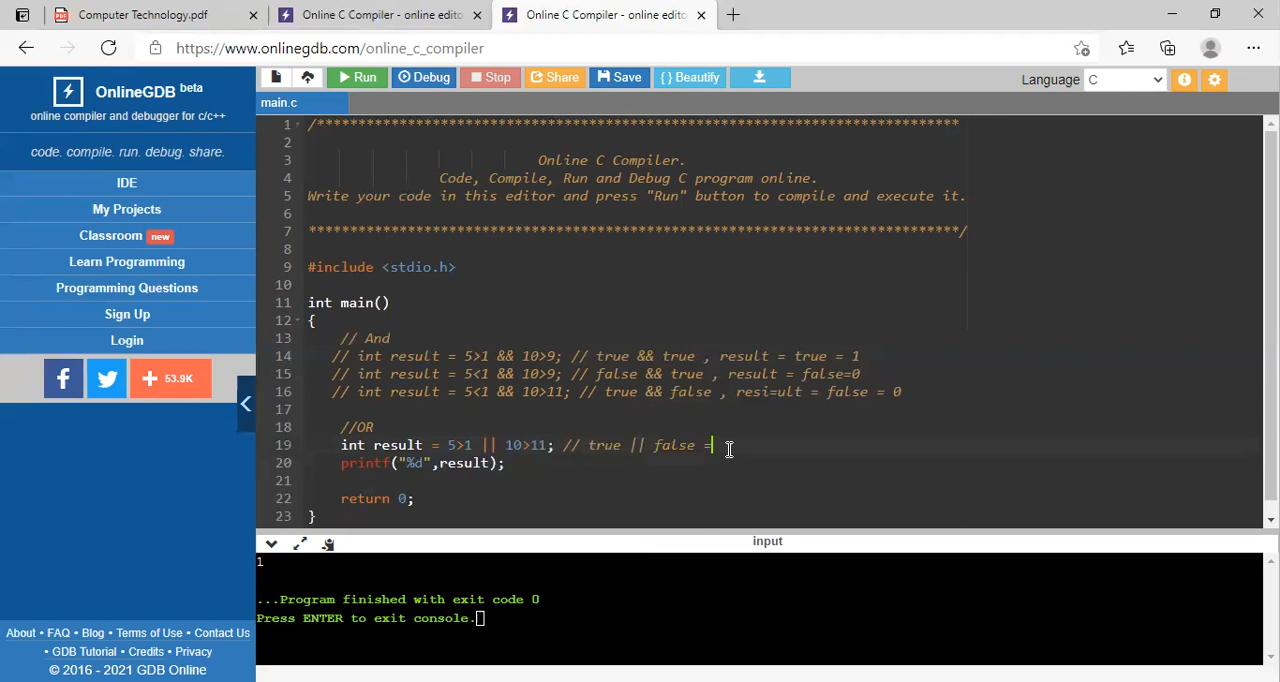 Computer Technology.pdf
Online C Compiler - online edito
Online C Compiler - online edito
https://www.onlinegdb.com/online_c_compiler
OnlineGDB beta
online compiler and debugger for c/c++
code. compile. run. debug. share.
IDE
My Projects
Classroom new
Learn Programming
Programming Questions
Sign Up
Login
53.9K
About • FAQ • Blog • Terms of Use • Contact Us
• GDB Tutorial • Credits • Privacy
© 2016 - 2021 GDB Online
Run Debug Stop Share Save { } Beautify
Language C
main.c
1 /******************************************************************************
2
3 Online C Compiler.
4 Code, Compile, Run and Debug C program online.
5 Write your code in this editor and press "Run" button to compile and execute it.
6
7 *******************************************************************************/
8
9 #include <stdio.h>
10
11 int main()
12 {
13 // And
14 // int result = 5>1 && 10>9; // true && true , result = true = 1
15 // int result = 5<1 && 10>9; // false && true , result = false=0
16 // int result = 5<1 && 10>11; // true && false , resi=ult = false = 0
17
18 //OR
19 int result = 5>1 || 10>11; // true || false =
20 printf("%d",result);
21
22 return 0;
23 }
input
1
...Program finished with exit code 0
Press ENTER to exit console.